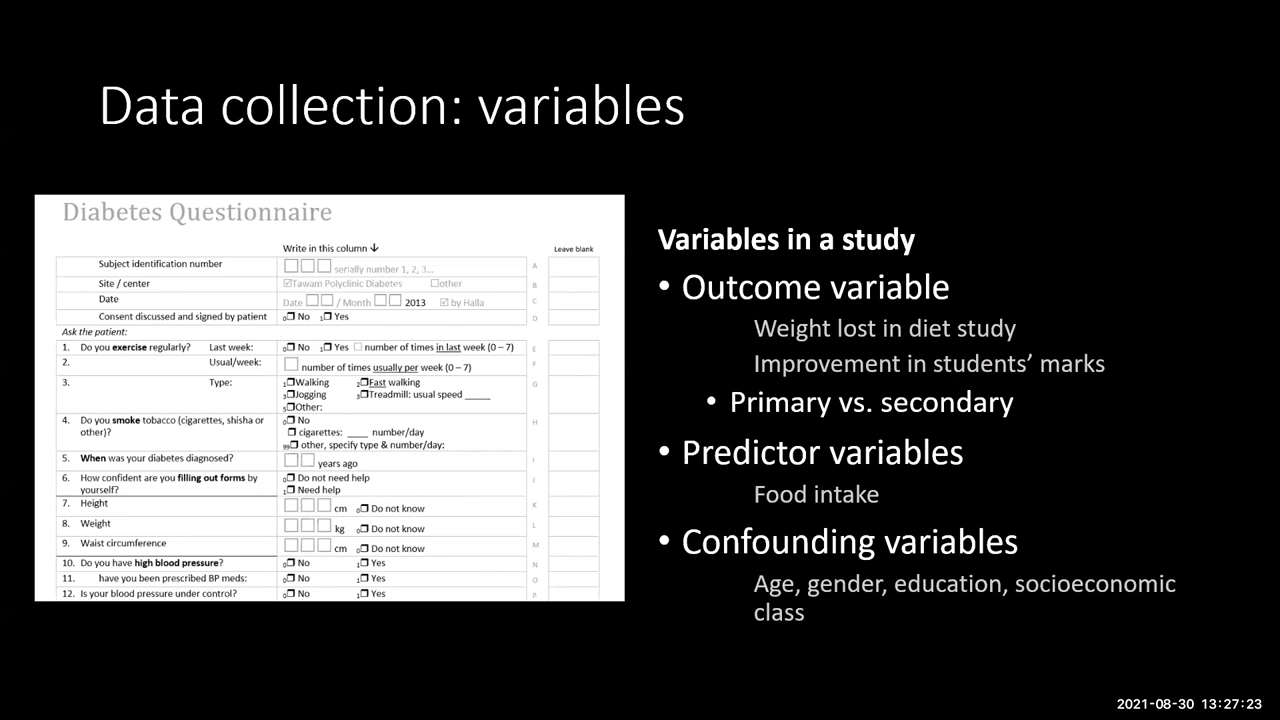 Data collection: variables
Diabetes Questionnaire
Write in this column ↓
Leave blank
Subject identification number
serially number 1, 2, 3...
A
Site / center
☑Tawam Polyclinic Diabetes ☐other
B
Date
Date ☐☐ / Month ☐☐ 2013 ☑ by Halla
C
Consent discussed and signed by patient
0☐ No 1☐ Yes
D
Ask the patient:
1. Do you exercise regularly? Last week:
0☐ No 1☐ Yes ☐ number of times in last week (0 – 7)
E
2. Usual/week:
☐ number of times usually per week (0 – 7)
F
3. Type:
1☐Walking 2☐Fast walking
3☐Jogging 3☐Treadmill: usual speed _____
5☐Other:
G
4. Do you smoke tobacco (cigarettes, shisha or
other)?
0☐ No
☐ cigarettes: ____ number/day
99☐ other, specify type & number/day:
H
5. When was your diabetes diagnosed?
☐☐ years ago
I
6. How confident are you filling out forms by
yourself?
0☐ Do not need help
1☐ Need help
J
7. Height
☐☐☐ cm 0☐ Do not know
K
8. Weight
☐☐☐ kg 0☐ Do not know
L
9. Waist circumference
☐☐☐ cm 0☐ Do not know
M
10. Do you have high blood pressure?
0☐ No 1☐ Yes
N
11. have you been prescribed BP meds:
0☐ No 1☐ Yes
O
12. Is your blood pressure under control?
0☐ No 1☐ Yes
P
Variables in a study
• Outcome variable
Weight lost in diet study
Improvement in students’ marks
• Primary vs. secondary
• Predictor variables
Food intake
• Confounding variables
Age, gender, education, socioeconomic
class
2021-08-30 13:27:23